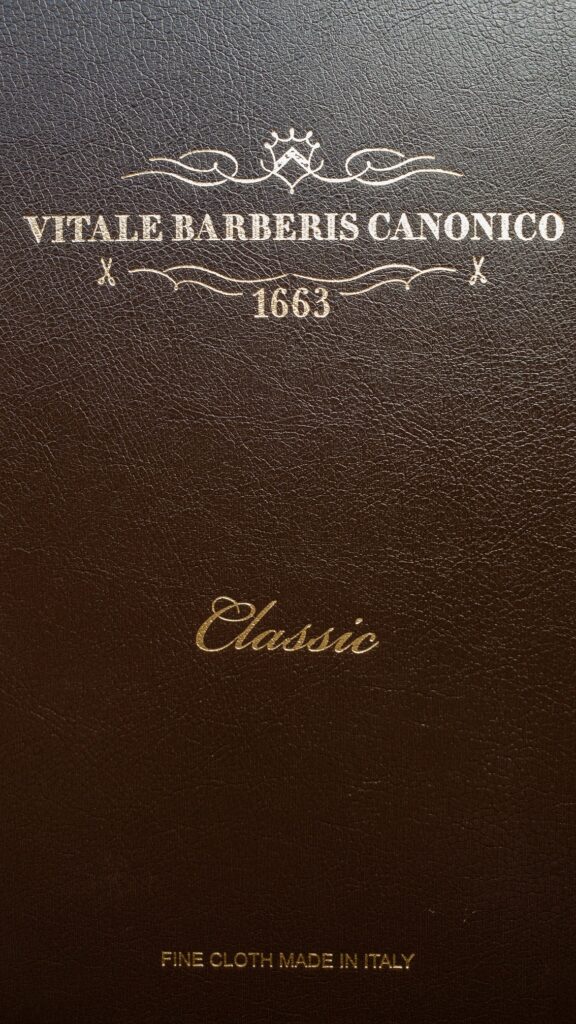 VITALE BARBERIS CANONICO
1663
Classic
FINE CLOTH MADE IN ITALY